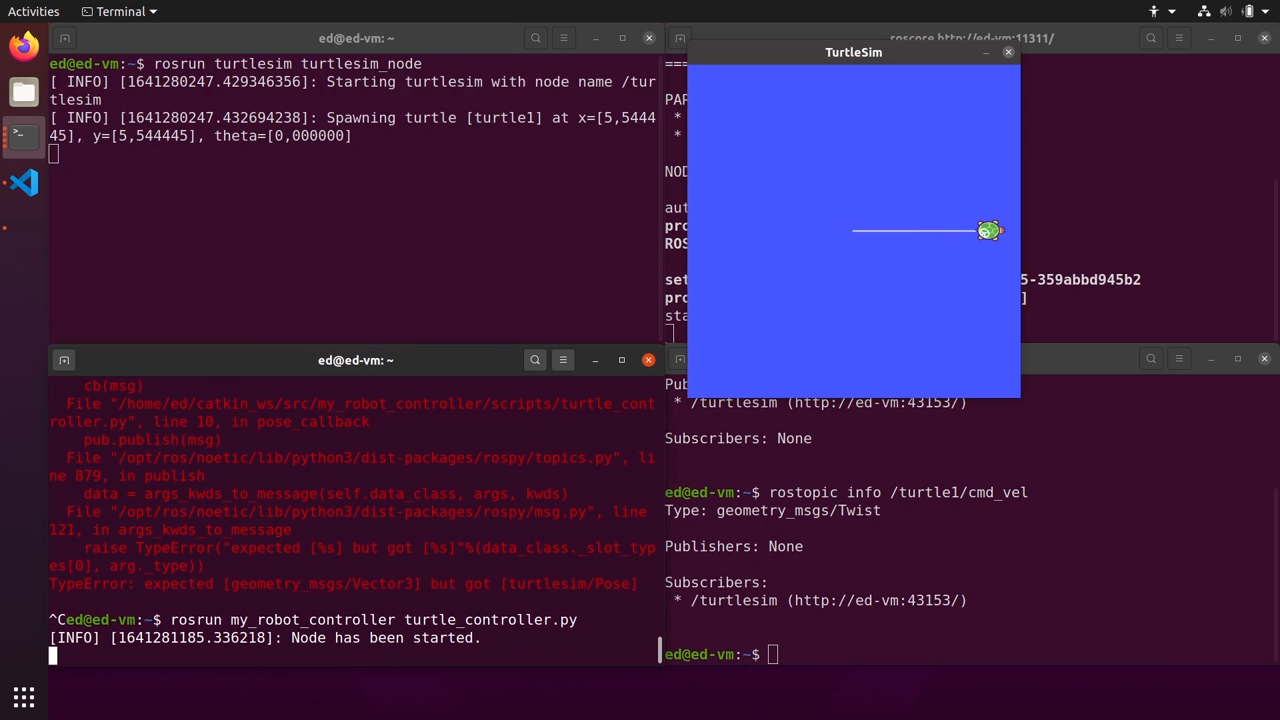 Activities
Terminal
ed@ed-vm: ~
ed@ed-vm:~$ rosrun turtlesim turtlesim_node
[ INFO] [1641280247.429346356]: Starting turtlesim with node name /tur
tlesim
[ INFO] [1641280247.432694238]: Spawning turtle [turtle1] at x=[5,5444
45], y=[5,544445], theta=[0,000000]
roscore http://ed-vm:11311/
===
PAR
*
*
NOD
aut
pro
ROS
set
5-359abbd945b2
pro
]
sta
TurtleSim
ed@ed-vm: ~
cb(msg)
File "/home/ed/catkin_ws/src/my_robot_controller/scripts/turtle_cont
roller.py", line 10, in pose_callback
pub.publish(msg)
File "/opt/ros/noetic/lib/python3/dist-packages/rospy/topics.py", li
ne 879, in publish
data = args_kwds_to_message(self.data_class, args, kwds)
File "/opt/ros/noetic/lib/python3/dist-packages/rospy/msg.py", line
121, in args_kwds_to_message
raise TypeError("expected [%s] but got [%s]"%(data_class._slot_typ
es[0], arg._type))
TypeError: expected [geometry_msgs/Vector3] but got [turtlesim/Pose]
^Ced@ed-vm:~$ rosrun my_robot_controller turtle_controller.py
[INFO] [1641281185.336218]: Node has been started.
Pub
* /turtlesim (http://ed-vm:43153/)
Subscribers: None
ed@ed-vm:~$ rostopic info /turtle1/cmd_vel
Type: geometry_msgs/Twist
Publishers: None
Subscribers:
* /turtlesim (http://ed-vm:43153/)
ed@ed-vm:~$